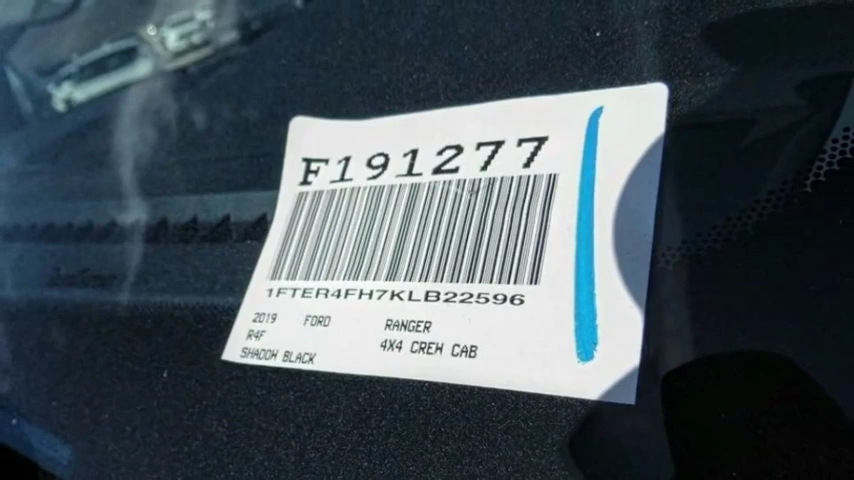 F191277
1FTER4FH7KLB22596
2019 FORD RANGER
R4F 4X4 CREW CAB
SHADOW BLACK